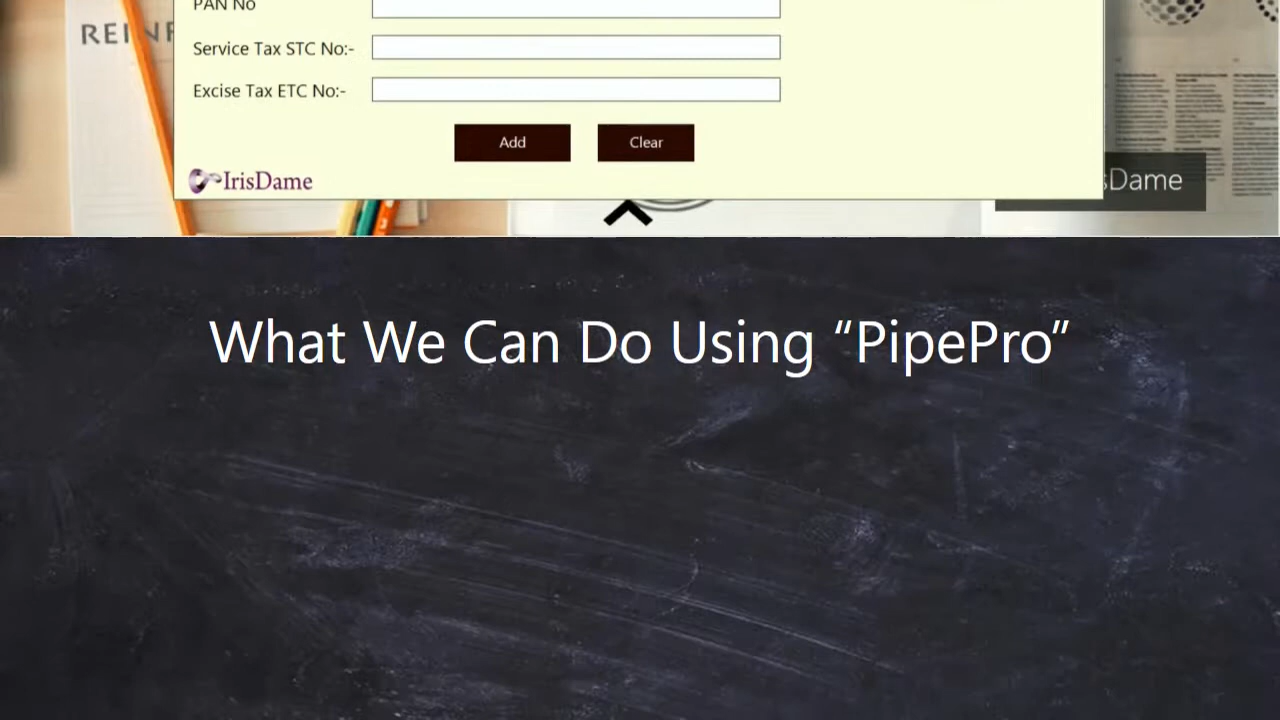 PAN No
Service Tax STC No:-
Excise Tax ETC No:-
Add
Clear
IrisDame
What We Can Do Using “PipePro”